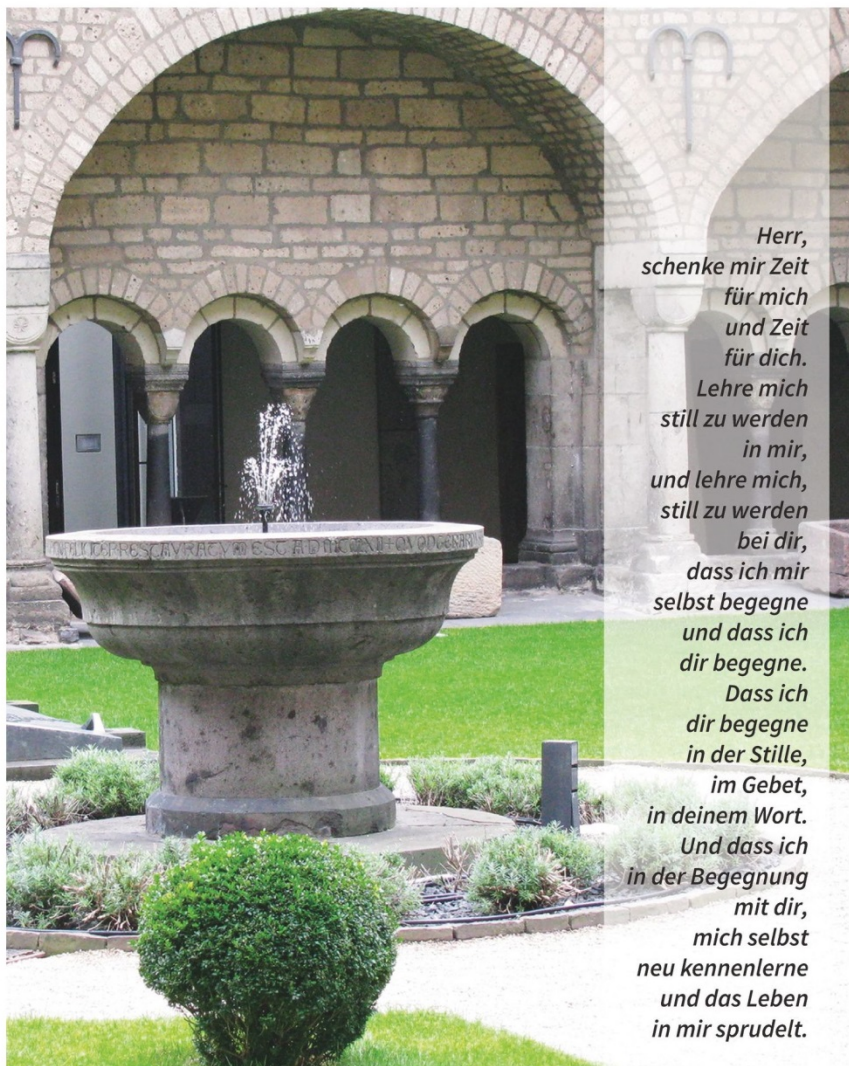 Herr,
schenke mir Zeit
für mich
und Zeit
für dich.
Lehre mich
still zu werden
in mir,
und lehre mich,
still zu werden
bei dir,
dass ich mir
selbst begegne
und dass ich
dir begegne.
Dass ich
dir begegne
in der Stille,
im Gebet,
in deinem Wort.
Und dass ich
in der Begegnung
mit dir,
mich selbst
neu kennenlerne
und das Leben
in mir sprudelt.